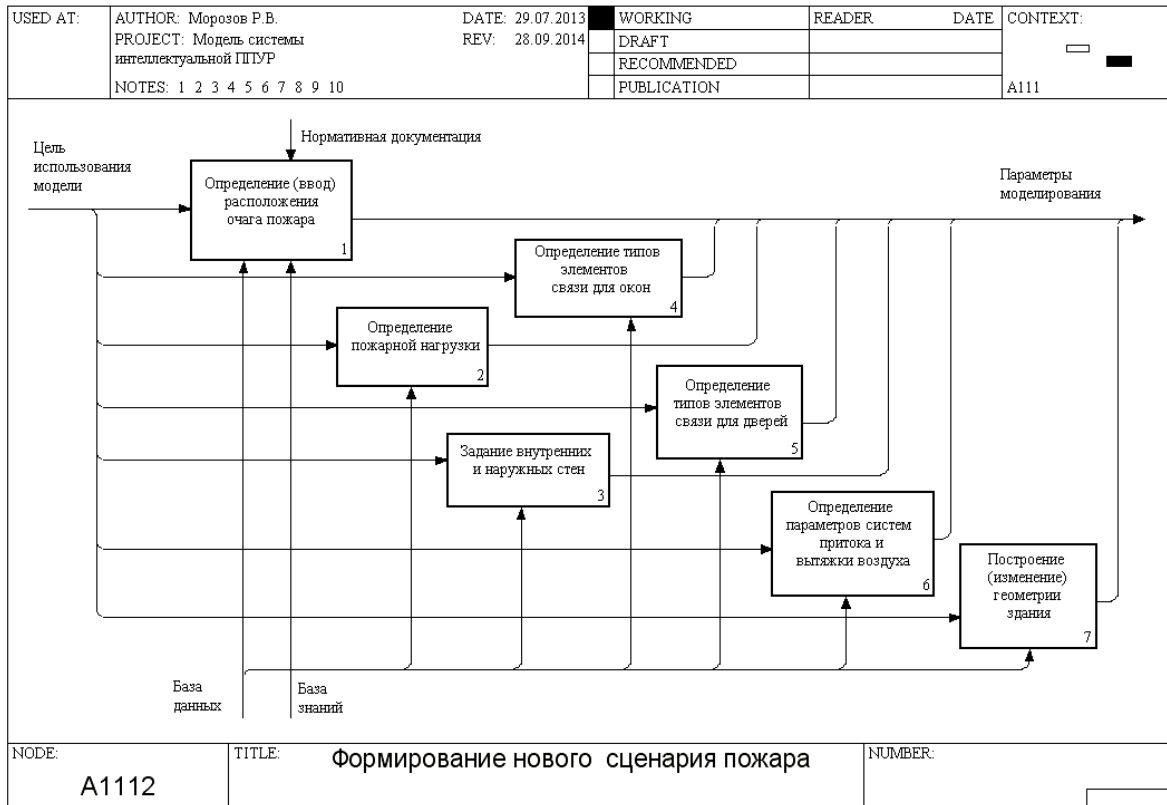 USED AT:
AUTHOR: Морозов Р.В.
DATE: 29.07.2013
WORKING
READER
DATE
CONTEXT:
PROJECT: Модель системы
REV: 28.09.2014
DRAFT
интеллектуальной ППУР
RECOMMENDED
NOTES: 1 2 3 4 5 6 7 8 9 10
PUBLICATION
A111
Нормативная документация
Цель
использования
модели
Определение (ввод)
расположения
очага пожара
1
Параметры
моделирования
Определение типов
элементов
связи для окон
4
Определение
пожарной нагрузки
2
Определение
типов элементов
связи для дверей
5
Задание внутренних
и наружных стен
3
Определение
параметров систем
притока и
вытяжки воздуха
6
Построение
(изменение)
геометрии
здания
7
База
данных
База
знаний
NODE:
A1112
TITLE:
Формирование нового сценария пожара
NUMBER: